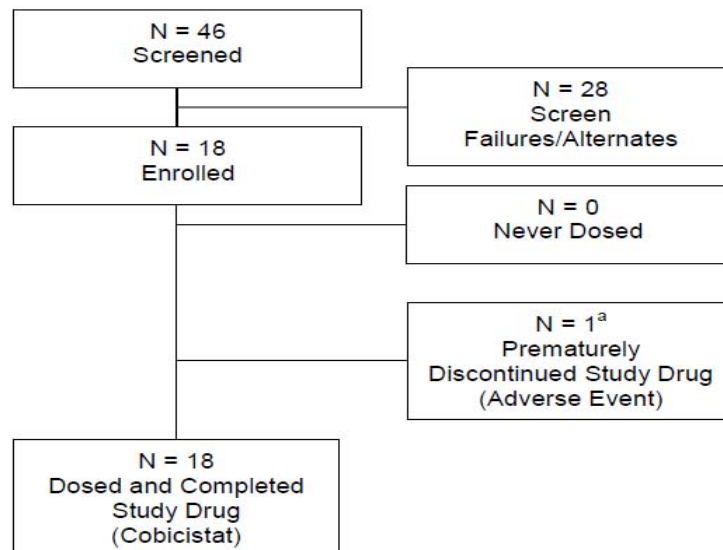 N = 46
Screened
N = 28
Screen
Failures/Alternates
N = 18
Enrolled
N = 0
Never Dosed
N = 1ª
Prematurely
Discontinued Study Drug
(Adverse Event)
N = 18
Dosed and Completed
Study Drug
(Cobicistat)